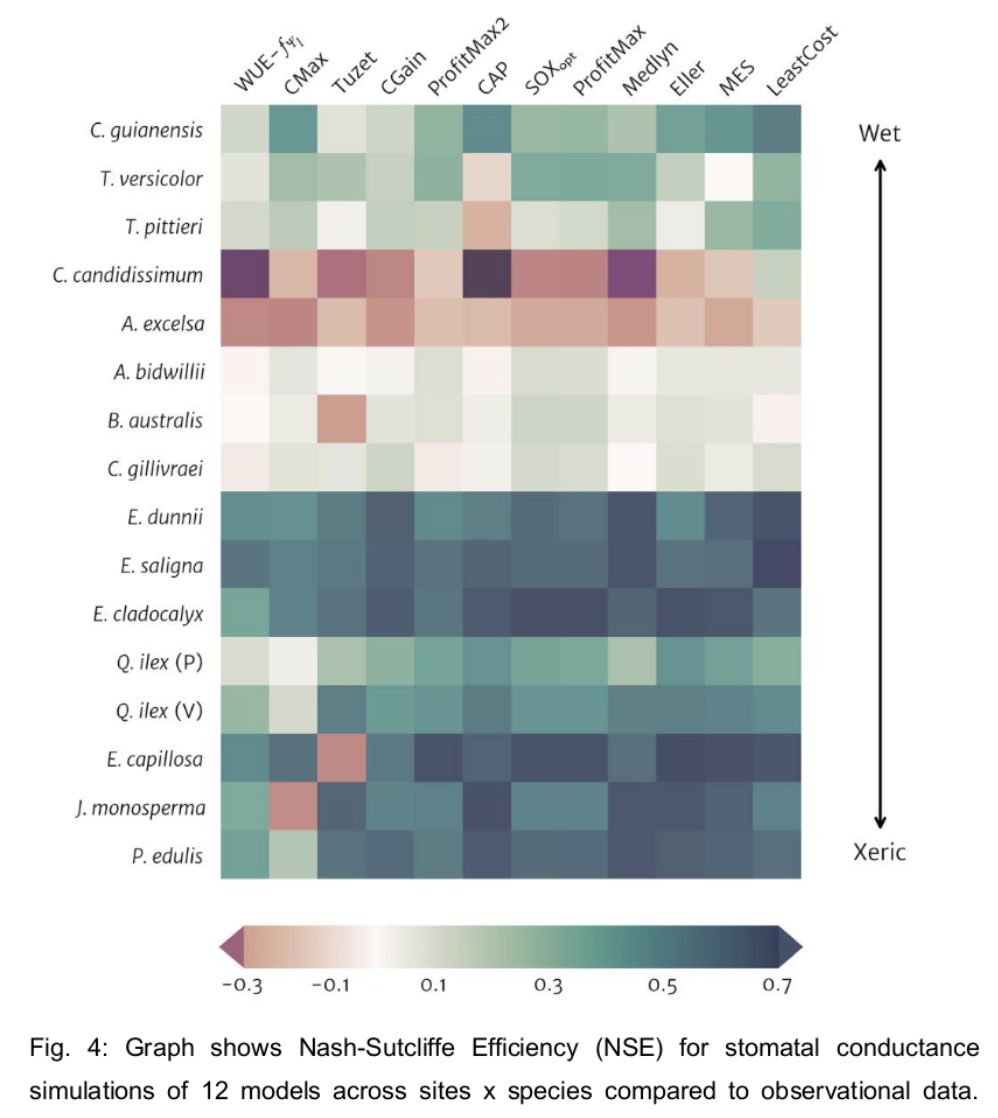 WUE-fΨl
CMax
Tuzet
CGain
ProfitMax2
CAP
SOXopt
ProfitMax
Medlyn
Eller
MES
LeastCost
C. guianensis
T. versicolor
T. pittieri
C. candidissimum
A. excelsa
A. bidwillii
B. australis
C. gillivraei
E. dunnii
E. saligna
E. cladocalyx
Q. ilex (P)
Q. ilex (V)
E. capillosa
J. monosperma
P. edulis
Wet
Xeric
-0.3 -0.1 0.1 0.3 0.5 0.7
Fig. 4: Graph shows Nash-Sutcliffe Efficiency (NSE) for stomatal conductance
simulations of 12 models across sites x species compared to observational data.